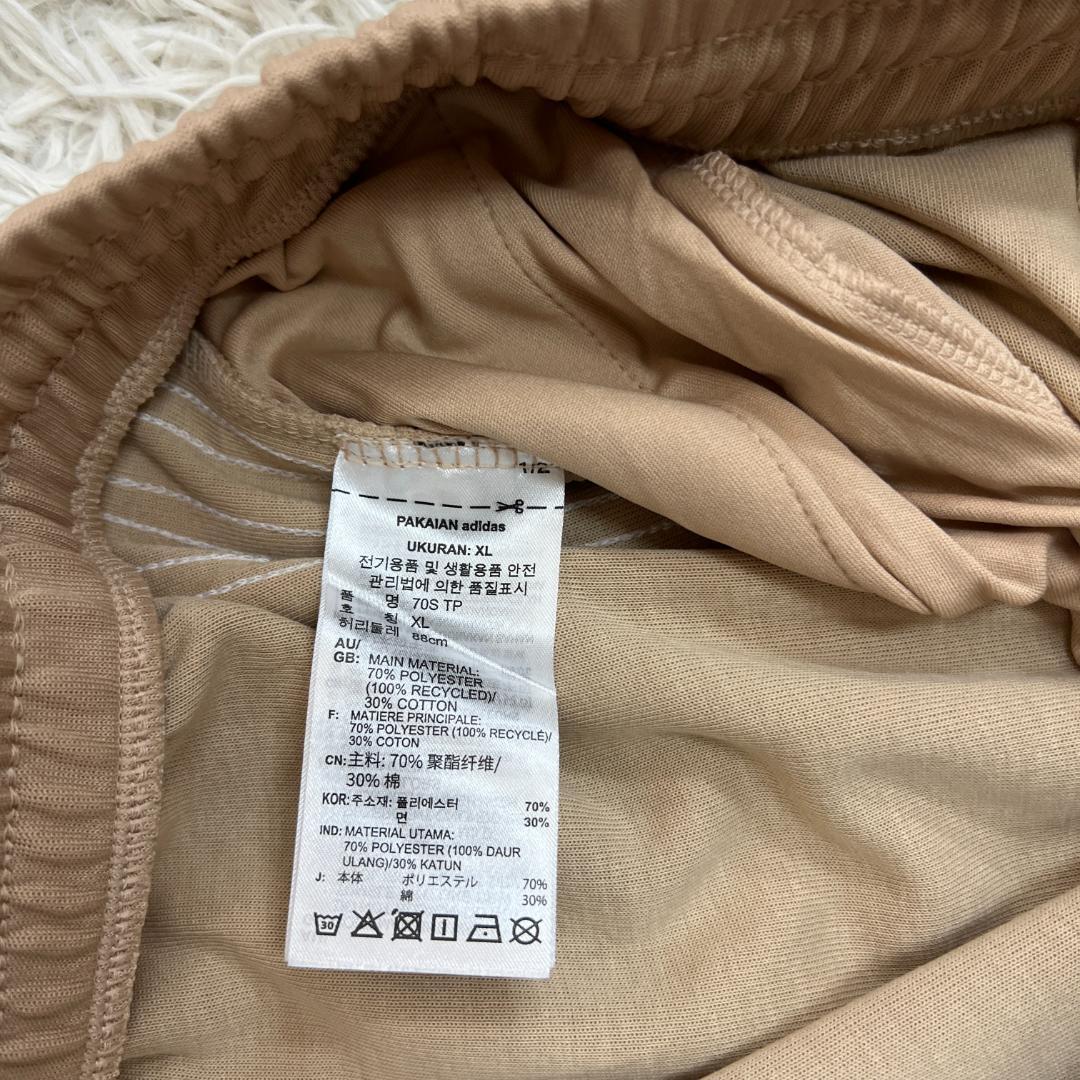 1/2
PAKAIAN adidas
UKURAN: XL
전기용품 및 생활용품 안전
관리법에 의한 품질표시
품 명 70S TP
호 칭 XL
허리둘레 88cm
AU/
GB: MAIN MATERIAL:
70% POLYESTER
(100% RECYCLED)/
30% COTTON
F: MATIERE PRINCIPALE:
70% POLYESTER (100% RECYCLÉ)/
30% COTON
CN:主料: 70% 聚酯纤维/
30% 棉
KOR:주소재: 폴리에스터 70%
면 30%
IND: MATERIAL UTAMA:
70% POLYESTER (100% DAUR
ULANG)/30% KATUN
J: 本体 ポリエステル 70%
綿 30%
30